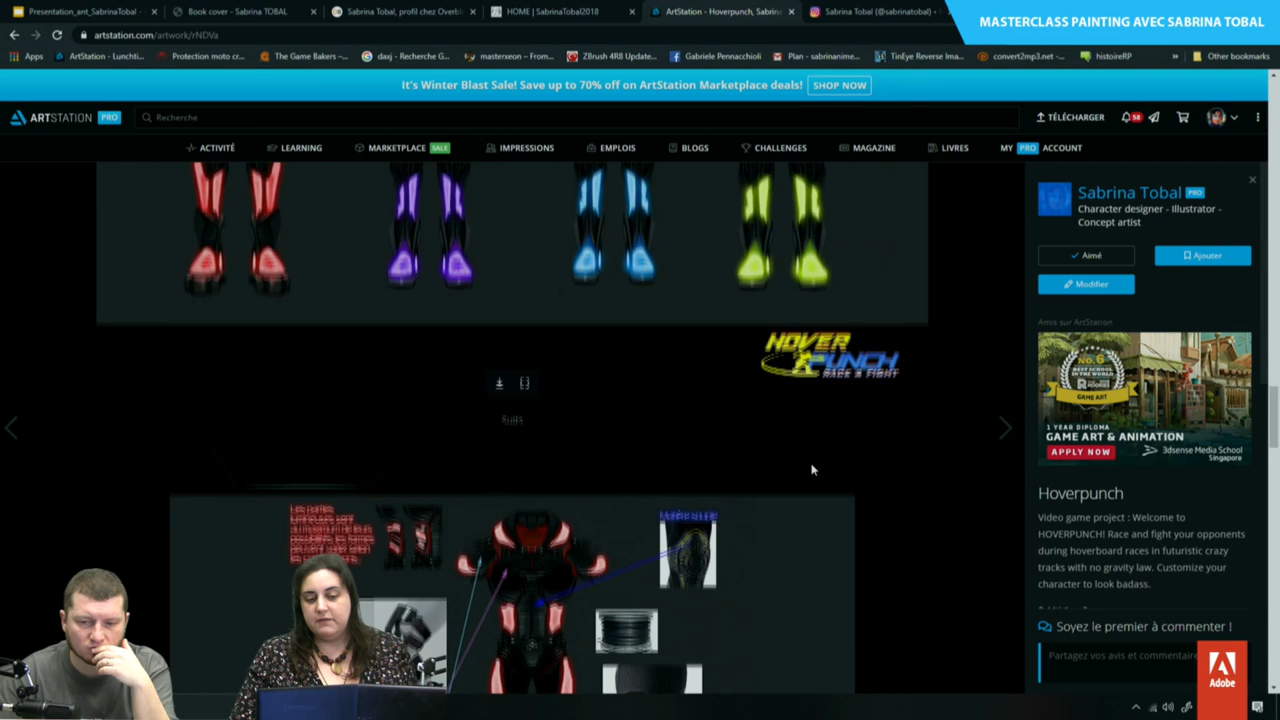 Presentation_ant_SabrinaTobal -
Book cover - Sabrina TOBAL
Sabrina Tobal, profil chez Overbl
HOME | SabrinaTobal2018
ArtStation - Hoverpunch, Sabrin
Sabrina Tobal (@sabrinatobal) •
MASTERCLASS PAINTING AVEC SABRINA TOBAL
artstation.com/artwork/rNDVa
Apps
ArtStation - Lunchti...
Protection moto cr...
The Game Bakers –...
daxj - Recherche G...
masterxeon – From...
ZBrush 4R8 Update...
Gabriele Pennacchioli
Plan - sabrinanime...
TinEye Reverse Ima...
convert2mp3.net -...
histoireRP
»
Other bookmarks
It's Winter Blast Sale! Save up to 70% off on ArtStation Marketplace deals!
SHOP NOW
ARTSTATION PRO
Recherche
TÉLÉCHARGER
58
ACTIVITÉ
LEARNING
MARKETPLACE SALE
IMPRESSIONS
EMPLOIS
BLOGS
CHALLENGES
MAGAZINE
LIVRES
MY PRO ACCOUNT
Sabrina Tobal PRO
Character designer - Illustrator -
Concept artist
Aimé
Ajouter
Modifier
Amis sur ArtStation
HOVER
PUNCH
RACE & FIGHT
Suits
No. 6
BEST SCHOOL
IN THE WORLD
GAME ART
1 YEAR DIPLOMA
GAME ART & ANIMATION
APPLY NOW
3dsense Media School
Singapore
Hoverpunch
Video game project : Welcome to
HOVERPUNCH! Race and fight your opponents
during hoverboard races in futuristic crazy
tracks with no gravity law. Customize your
character to look badass.
Soyez le premier à commenter !
Partagez vos avis et commentaire
Adobe